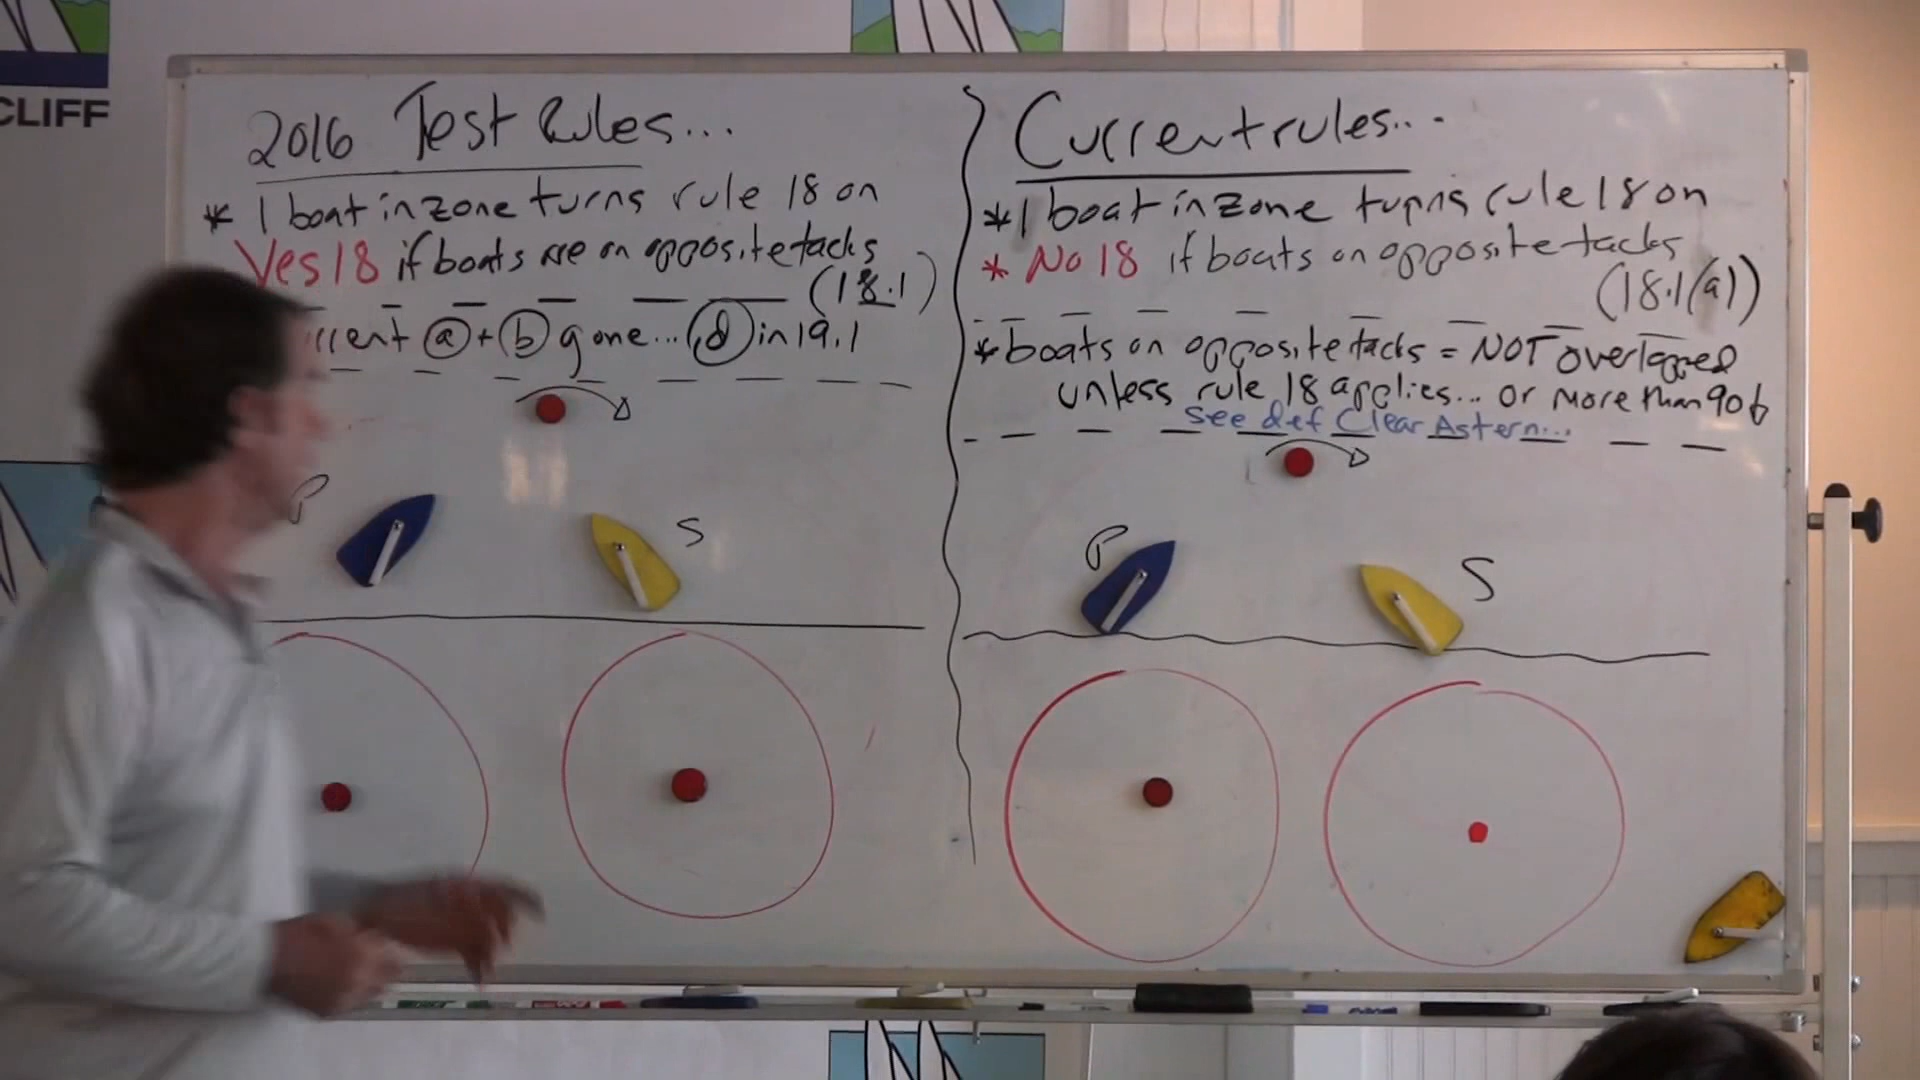 CLIFF
2016 Test Rules...
* 1 boat in zone turns rule 18 on
Yes 18 if boats are on opposite tacks
(18.1)
rrent (a) + (b) gone... (d) in 19.1
P
S
Current rules...
* 1 boat in zone turns rule 18 on
* No 18 if boats on opposite tacks
(18.1(a))
* boats on opposite tacks = NOT overlapped
unless rule 18 applies... or more than 90 t
see def Clear Astern...
P
S